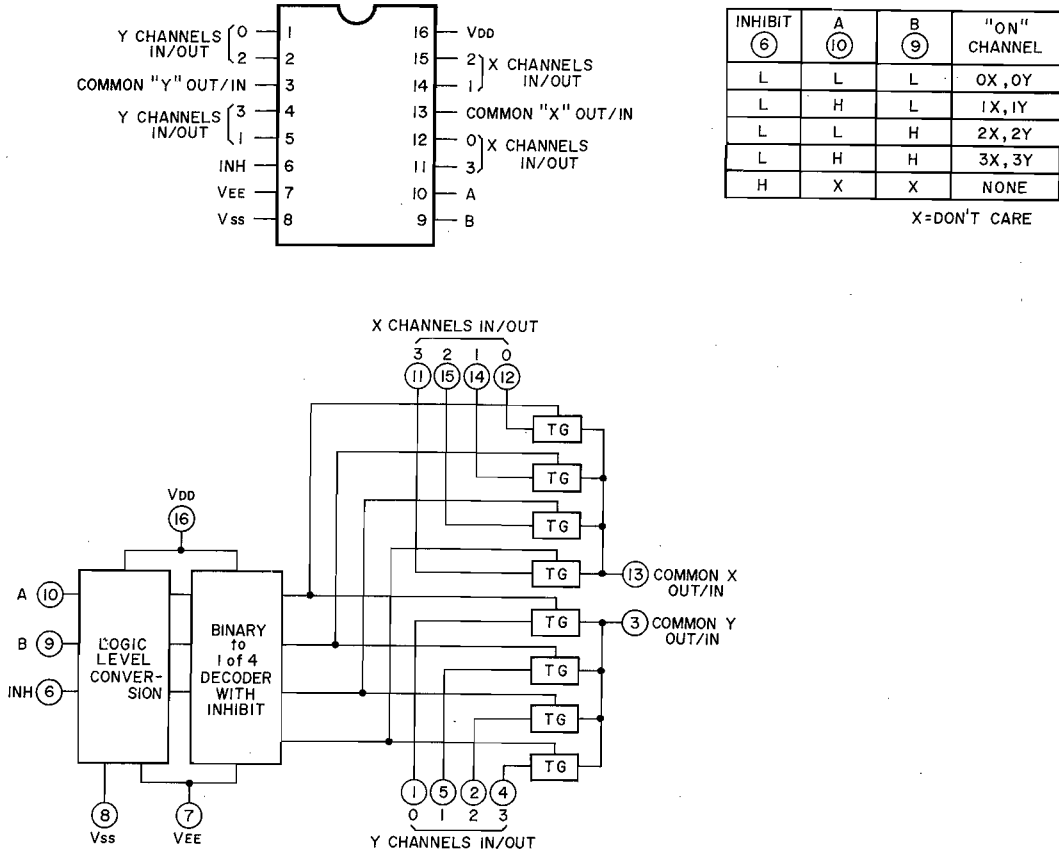 Y CHANNELS IN/OUT 0 1 16 VDD
2 2 15 2 X CHANNELS IN/OUT
COMMON "Y" OUT/IN 3 14 1
Y CHANNELS IN/OUT 3 4 13 COMMON "X" OUT/IN
1 5 12 0 X CHANNELS IN/OUT
INH 6 11 3
VEE 7 10 A
Vss 8 9 B
INHIBIT A B "ON"
6 10 9 CHANNEL
L L L 0X,0Y
L H L 1X,1Y
L L H 2X,2Y
L H H 3X,3Y
H X X NONE
X=DON'T CARE
X CHANNELS IN/OUT
3 2 1 0
11 15 14 12
TG
TG
TG
TG
TG
TG
TG
TG
VDD
16
A 10
B 9
INH 6
LOGIC
LEVEL
CONVER-
SION
BINARY
to
1 of 4
DECODER
WITH
INHIBIT
13 COMMON X
OUT/IN
3 COMMON Y
OUT/IN
8
Vss
7
VEE
1 5 2 4
0 1 2 3
Y CHANNELS IN/OUT